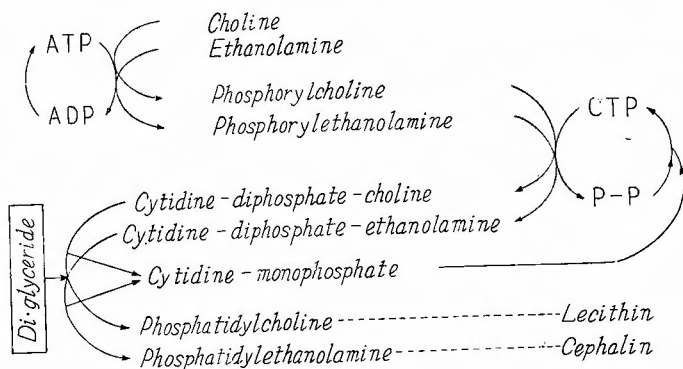 Choline
ATP
Ethanolamine
Phosphorylcholine
ADP
Phosphorylethanolamine
CTP
Cytidine-diphosphate-choline
P-P
Cytidine-diphosphate-ethanolamine
Di-glyceride
Cytidine-monophosphate
Phosphatidylcholine Lecithin
Phosphatidylethanolamine Cephalin